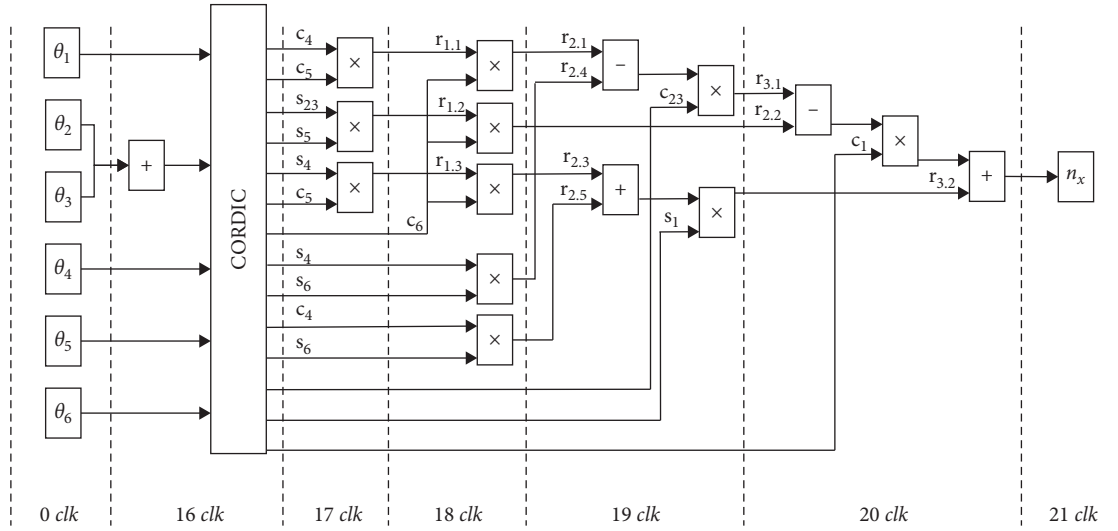 θ1
θ2
θ3
θ4
θ5
θ6
+
CORDIC
c4
c5
s23
s5
s4
c5
c6
s4
s6
c4
s6
×
×
×
r1.1
r1.2
r1.3
×
×
×
×
×
r2.1
r2.4
r2.3
r2.5
−
+
c23
s1
×
×
r3.1
r2.2
−
c1
×
r3.2
+
nx
0 clk
16 clk
17 clk
18 clk
19 clk
20 clk
21 clk